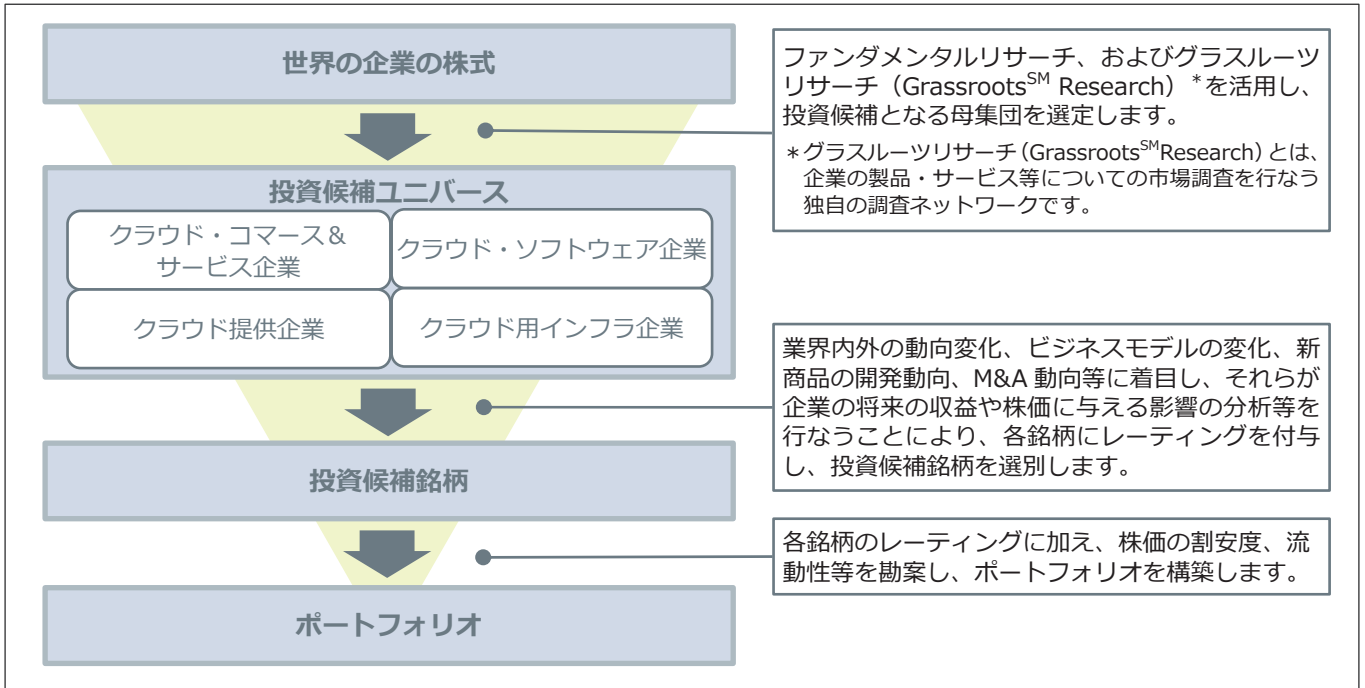 世界の企業の株式
ファンダメンタルリサーチ、およびグラスルーツ
リサーチ（Grassroots℠ Research）＊を活用し、
投資候補となる母集団を選定します。
＊グラスルーツリサーチ（Grassroots℠Research）とは、
企業の製品・サービス等についての市場調査を行なう
独自の調査ネットワークです。
投資候補ユニバース
クラウド・コマース＆
サービス企業
クラウド・ソフトウェア企業
クラウド提供企業
クラウド用インフラ企業
業界内外の動向変化、ビジネスモデルの変化、新
商品の開発動向、M&A 動向等に着目し、それらが
企業の将来の収益や株価に与える影響の分析等を
行なうことにより、各銘柄にレーティングを付与
し、投資候補銘柄を選別します。
投資候補銘柄
各銘柄のレーティングに加え、株価の割安度、流
動性等を勘案し、ポートフォリオを構築します。
ポートフォリオ